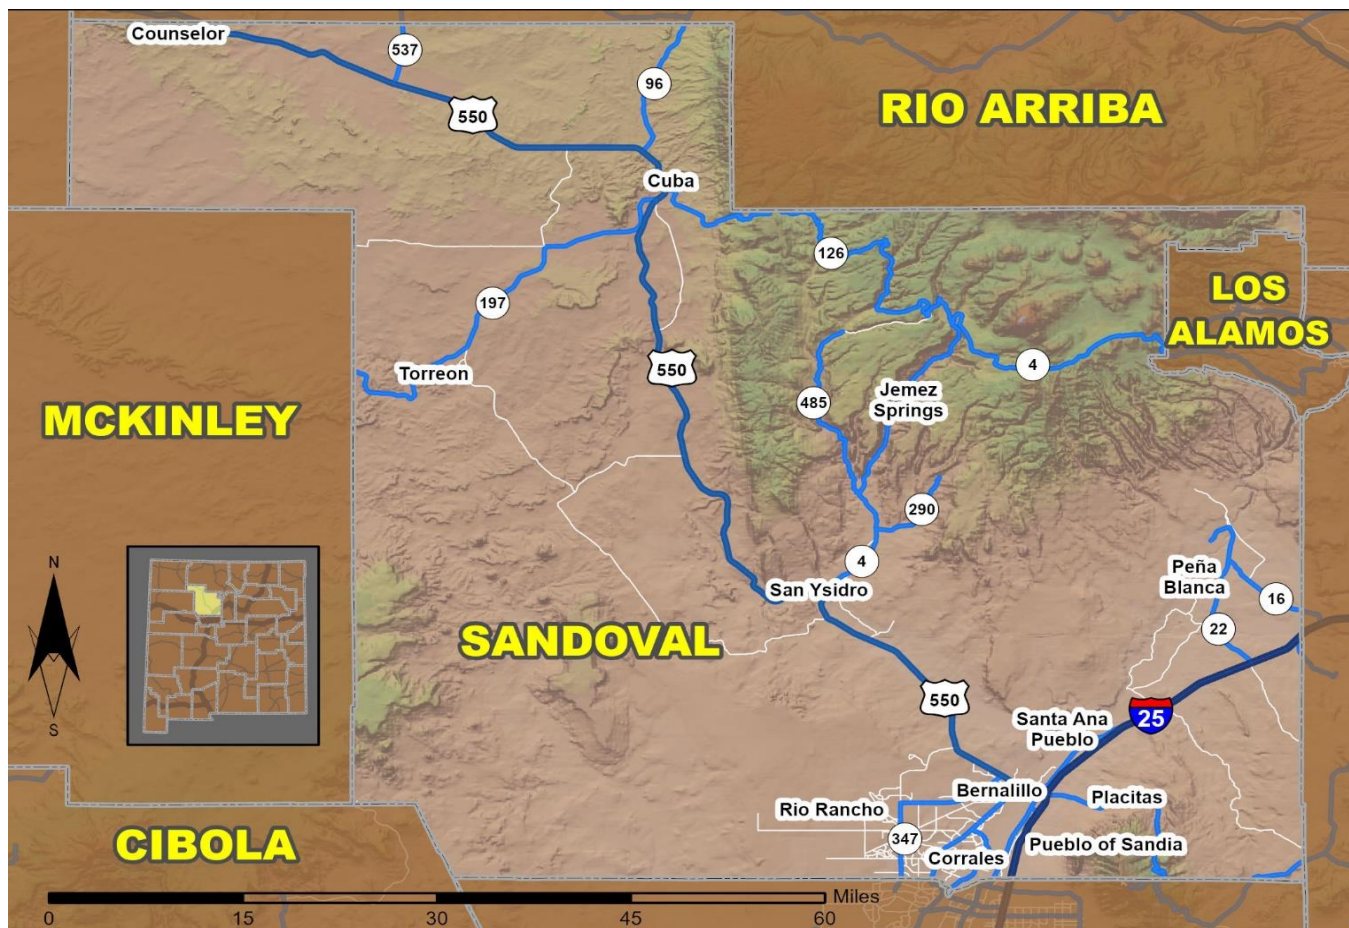 Counselor
537
96
RIO ARRIBA
550
Cuba
126
LOS
ALAMOS
197
550
4
Torreon
Jemez
Springs
485
MCKINLEY
290
N
4
Peña
Blanca
San Ysidro
16
22
SANDOVAL
S
550
Santa Ana
Pueblo
25
Bernalillo
Placitas
Rio Rancho
347
Pueblo of Sandia
Corrales
CIBOLA
Miles
0
15
30
45
60